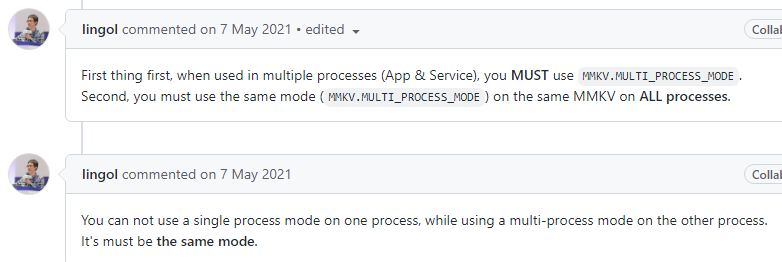 lingol commented on 7 May 2021 • edited
Colla
First thing first, when used in multiple processes (App & Service), you MUST use MMKV.MULTI_PROCESS_MODE.
Second, you must use the same mode (MMKV.MULTI_PROCESS_MODE) on the same MMKV on ALL processes.
lingol commented on 7 May 2021
Colla
You can not use a single process mode on one process, while using a multi-process mode on the other process.
It's must be the same mode.